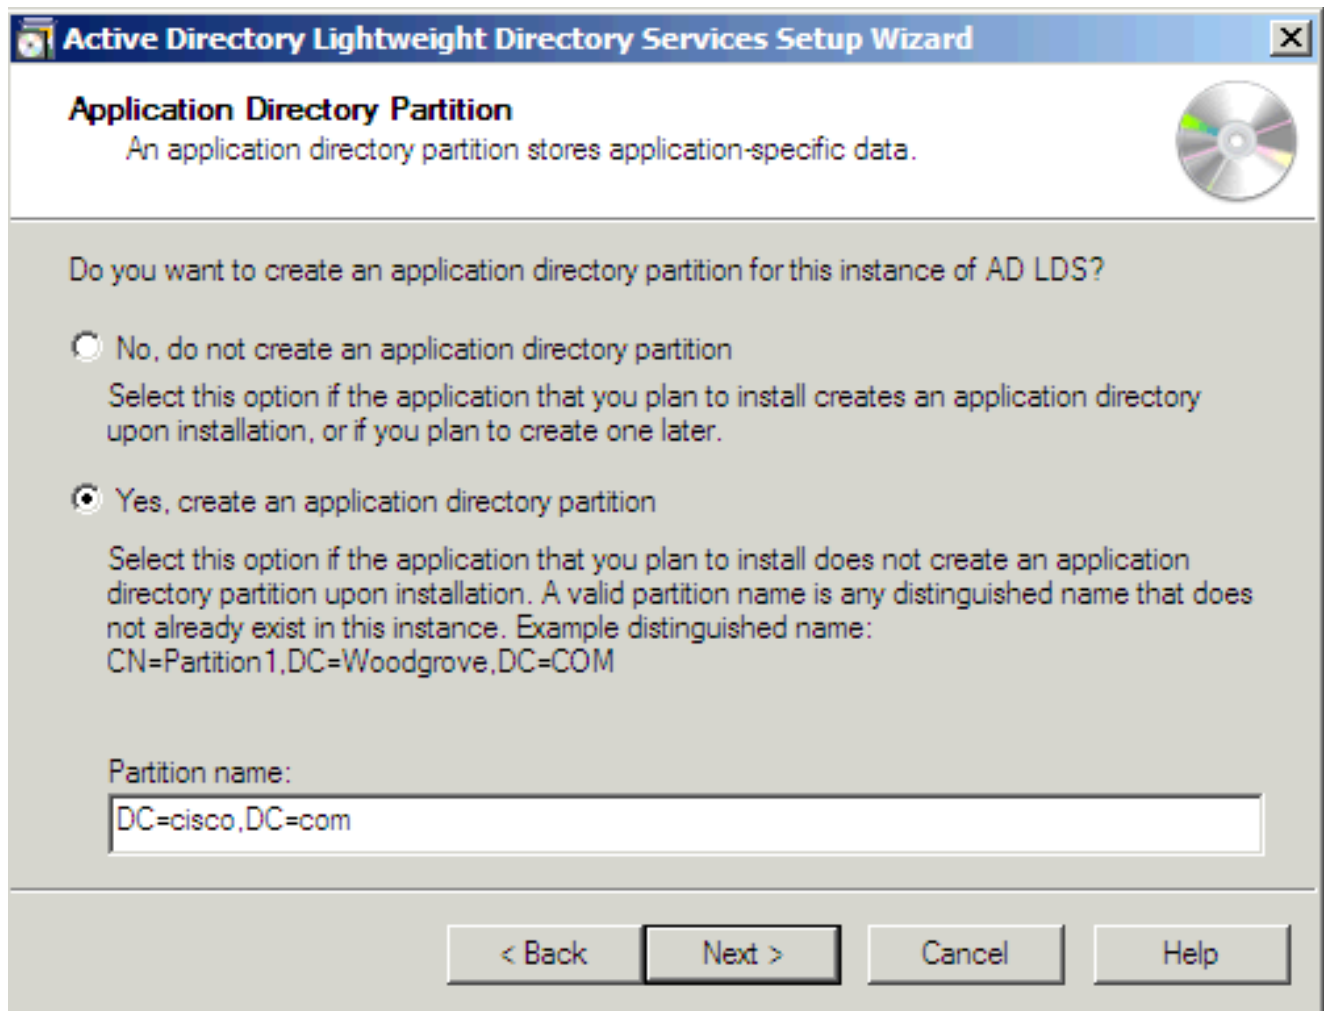 Active Directory Lightweight Directory Services Setup Wizard
Application Directory Partition
An application directory partition stores application-specific data.
Do you want to create an application directory partition for this instance of AD LDS?
No, do not create an application directory partition
Select this option if the application that you plan to install creates an application directory
upon installation, or if you plan to create one later.
Yes, create an application directory partition
Select this option if the application that you plan to install does not create an application
directory partition upon installation. A valid partition name is any distinguished name that does
not already exist in this instance. Example distinguished name:
CN=Partition1,DC=Woodgrove,DC=COM
Partition name:
DC=cisco,DC=com
< Back Next > Cancel Help